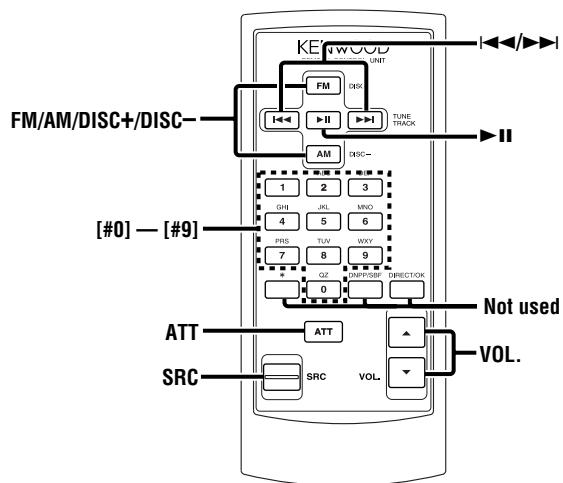 KENWOOD
UNIT
|◄◄/►►|
FM
DISC
FM/AM/DISC+/DISC–
|◄◄
►II
►►|
TUNE
TRACK
►II
AM
DISC–
1
2
3
[#0] — [#9]
GHI
JKL
MNO
4
5
6
PRS
TUV
WXY
7
8
9
*
QZ
DNPP/SBF
DIRECT/OK
0
Not used
ATT
ATT
VOL.
SRC
SRC
VOL.